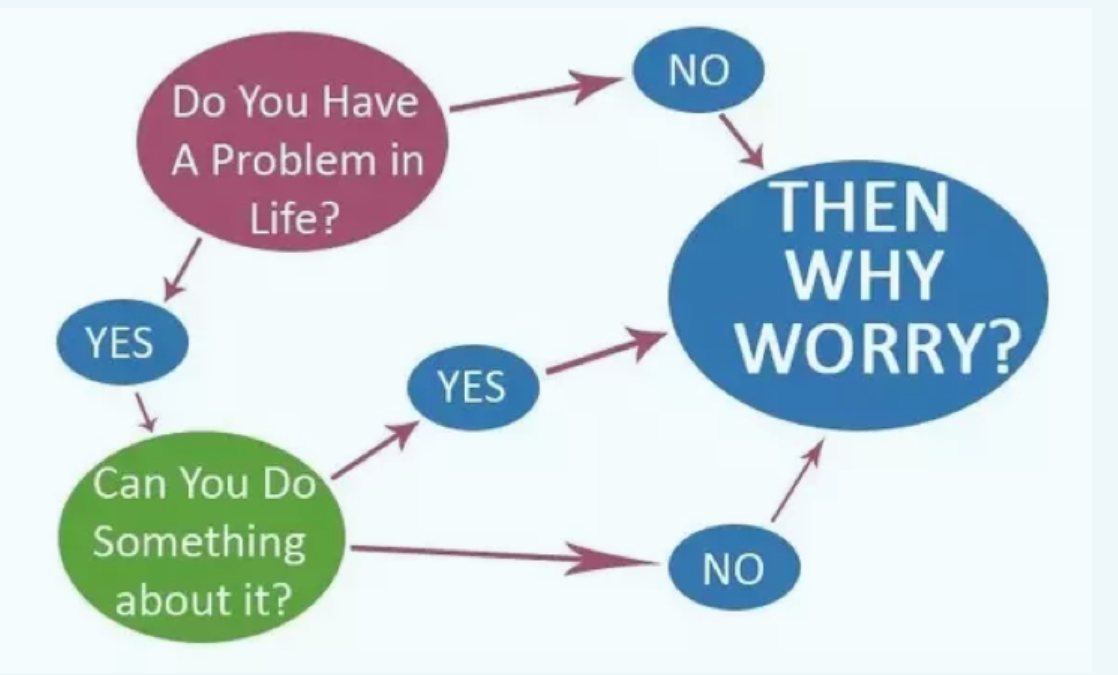 Do You Have
A Problem in
Life?
NO
THEN
WHY
WORRY?
YES
YES
Can You Do
Something
about it?
NO